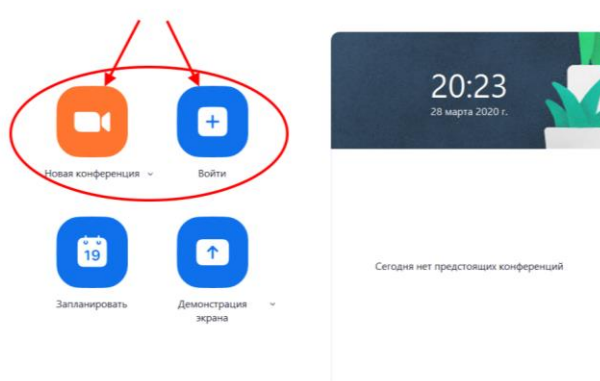 20:23
28 марта 2020 г.
Новая конференция
Войти
19
Запланировать
Демонстрация
экрана
Сегодня нет предстоящих конференций